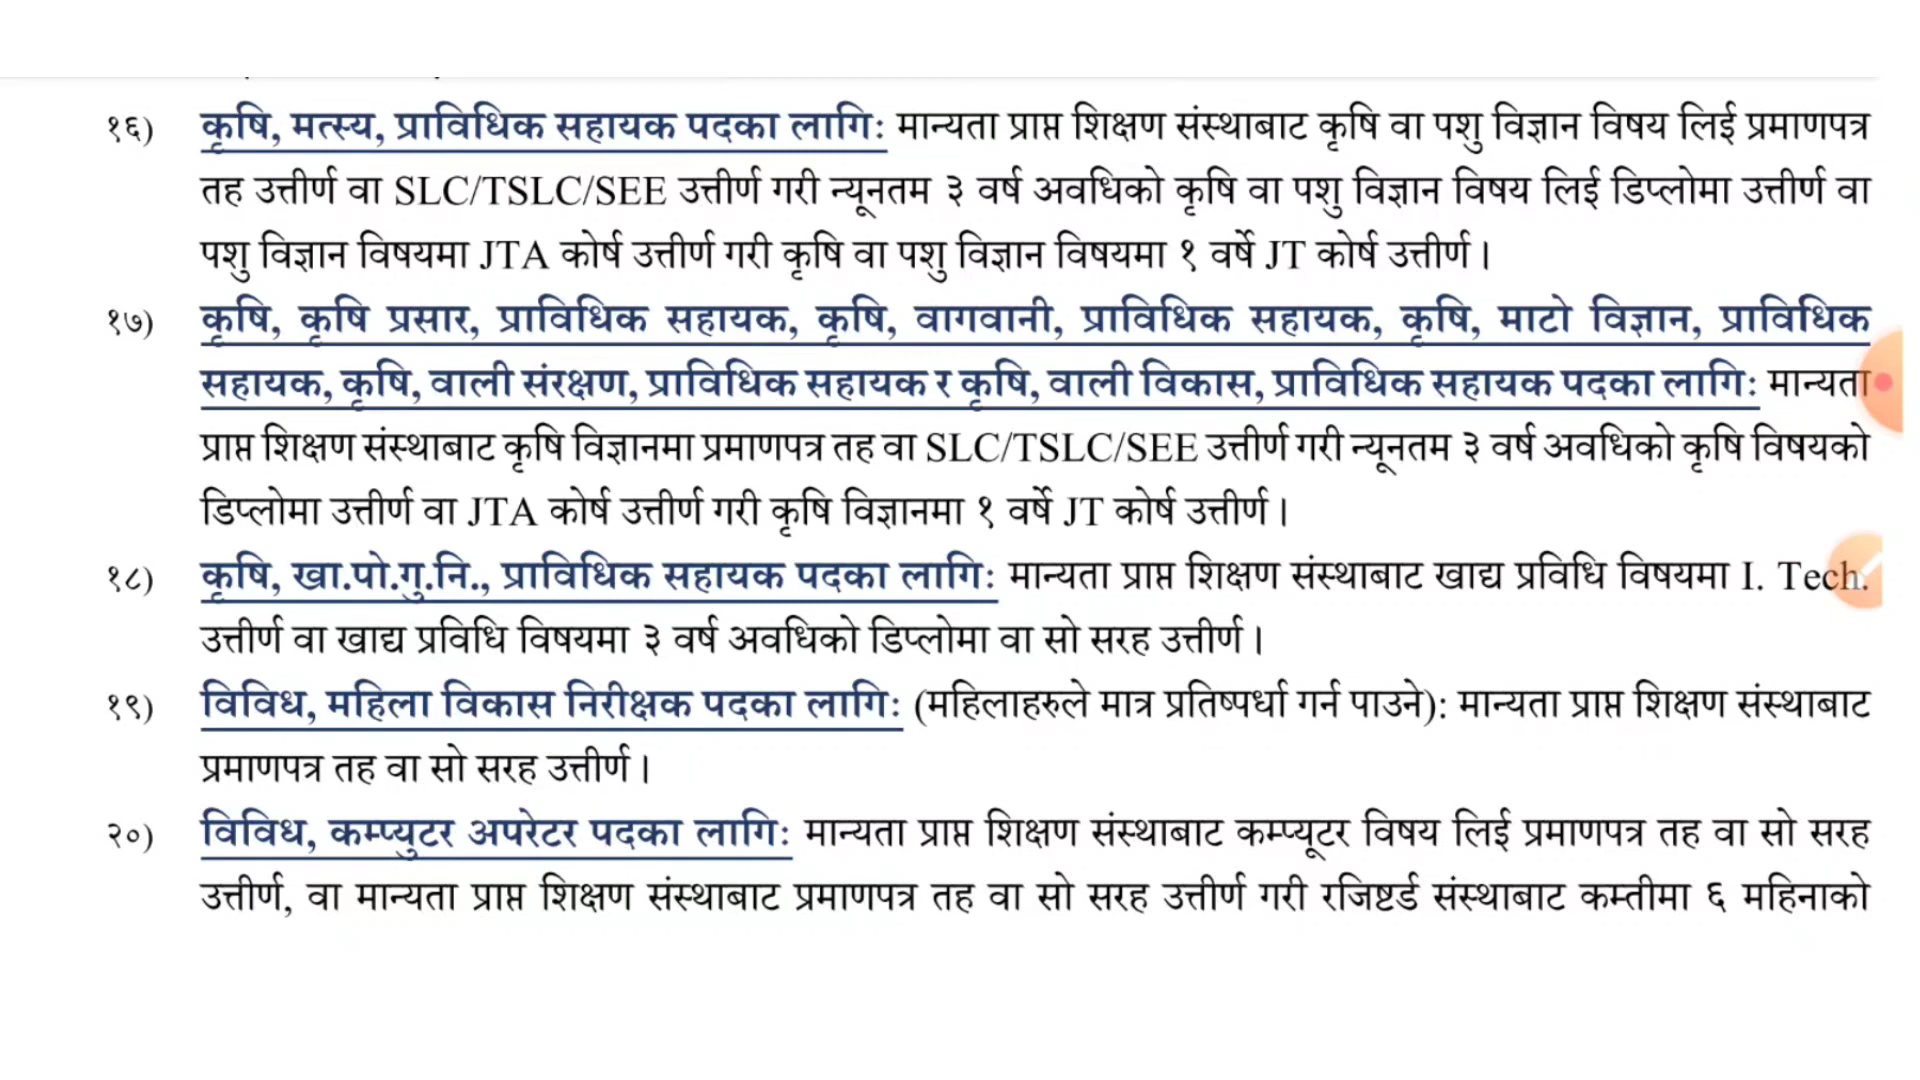 १६) कृषि, मत्स्य, प्राविधिक सहायक पदका लागि: मान्यता प्राप्त शिक्षण संस्थाबाट कृषि वा पशु विज्ञान विषय लिई प्रमाणपत्र
तह उत्तीर्ण वा SLC/TSLC/SEE उत्तीर्ण गरी न्यूनतम ३ वर्ष अवधिको कृषि वा पशु विज्ञान विषय लिई डिप्लोमा उत्तीर्ण वा
पशु विज्ञान विषयमा JTA कोर्ष उत्तीर्ण गरी कृषि वा पशु विज्ञान विषयमा १ वर्षे JT कोर्ष उत्तीर्ण।
१७) कृषि, कृषि प्रसार, प्राविधिक सहायक, कृषि, वागवानी, प्राविधिक सहायक, कृषि, माटो विज्ञान, प्राविधिक
सहायक, कृषि, वाली संरक्षण, प्राविधिक सहायक र कृषि, वाली विकास, प्राविधिक सहायक पदका लागि: मान्यता
प्राप्त शिक्षण संस्थाबाट कृषि विज्ञानमा प्रमाणपत्र तह वा SLC/TSLC/SEE उत्तीर्ण गरी न्यूनतम ३ वर्ष अवधिको कृषि विषयको
डिप्लोमा उत्तीर्ण वा JTA कोर्ष उत्तीर्ण गरी कृषि विज्ञानमा १ वर्षे JT कोर्ष उत्तीर्ण।
१८) कृषि, खा.पो.गु.नि., प्राविधिक सहायक पदका लागि: मान्यता प्राप्त शिक्षण संस्थाबाट खाद्य प्रविधि विषयमा I. Tech.
उत्तीर्ण वा खाद्य प्रविधि विषयमा ३ वर्ष अवधिको डिप्लोमा वा सो सरह उत्तीर्ण।
१९) विविध, महिला विकास निरीक्षक पदका लागि: (महिलाहरुले मात्र प्रतिष्पर्धा गर्न पाउने): मान्यता प्राप्त शिक्षण संस्थाबाट
प्रमाणपत्र तह वा सो सरह उत्तीर्ण।
२०) विविध, कम्प्युटर अपरेटर पदका लागि: मान्यता प्राप्त शिक्षण संस्थाबाट कम्प्यूटर विषय लिई प्रमाणपत्र तह वा सो सरह
उत्तीर्ण, वा मान्यता प्राप्त शिक्षण संस्थाबाट प्रमाणपत्र तह वा सो सरह उत्तीर्ण गरी रजिष्टर्ड संस्थाबाट कम्तीमा ६ महिनाको